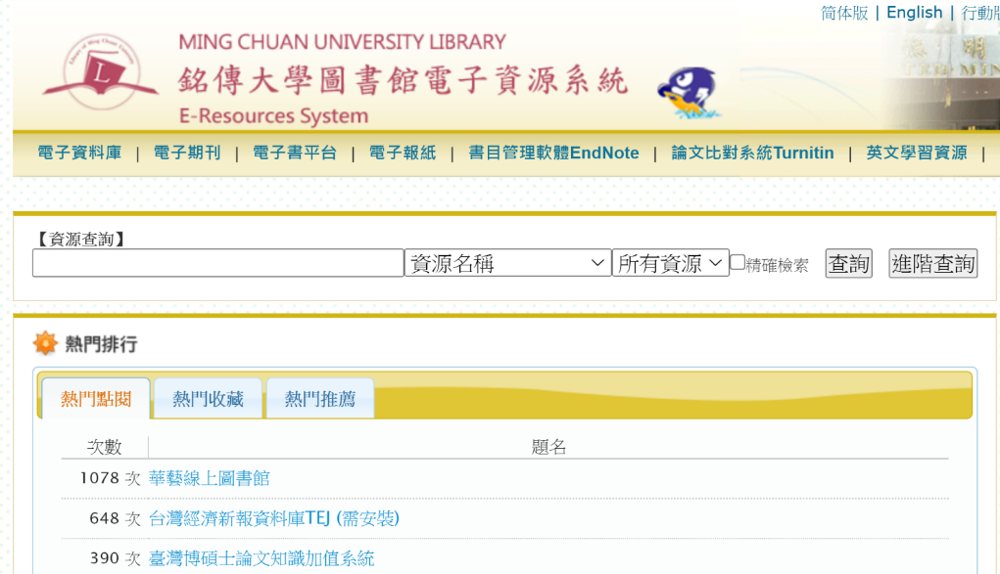 简体版 | English | 行動版
MING CHUAN UNIVERSITY LIBRARY
銘傳大學圖書館電子資源系統
E-Resources System
電子資料庫 | 電子期刊 | 電子書平台 | 電子報紙 | 書目管理軟體EndNote | 論文比對系統Turnitin | 英文學習資源 |
【資源查詢】
資源名稱 所有資源 精確檢索 查詢 進階查詢
熱門排行
熱門點閱 熱門收藏 熱門推薦
次數 題名
1078 次 華藝線上圖書館
648 次 台灣經濟新報資料庫TEJ (需安裝)
390 次 臺灣博碩士論文知識加值系統